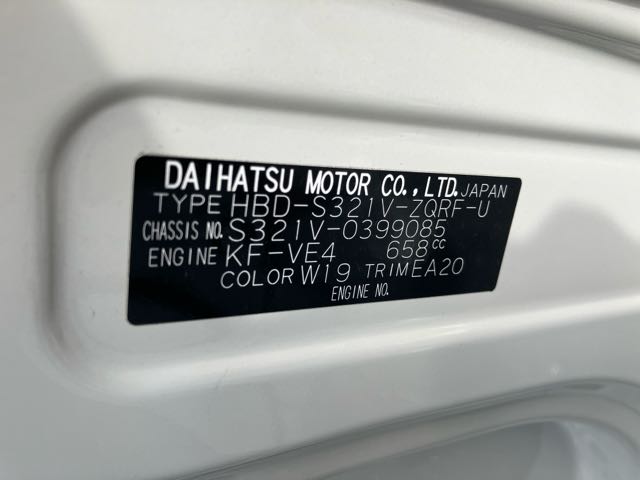 DAIHATSU MOTOR CO.,LTD. JAPAN
TYPE HBD-S321V-ZQRF-U
CHASSIS NO. S321V-0399085
ENGINE KF-VE4 658cc
COLOR W19 TRIM EA20
ENGINE NO.